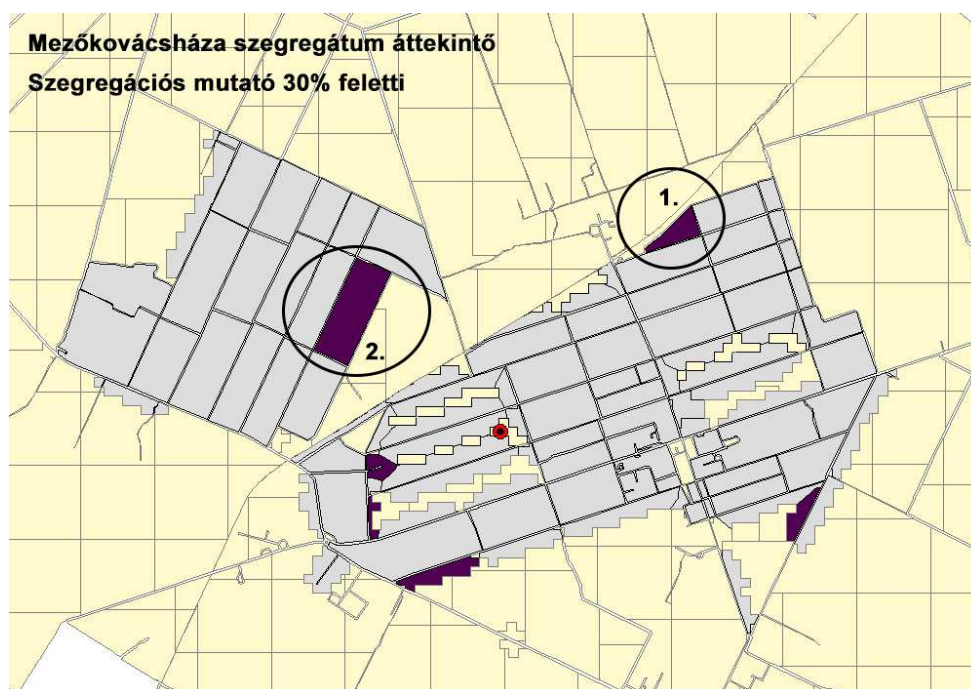 Mezőkovácsháza szegregátum áttekintő
Szegregációs mutató 30% feletti
1.
2.